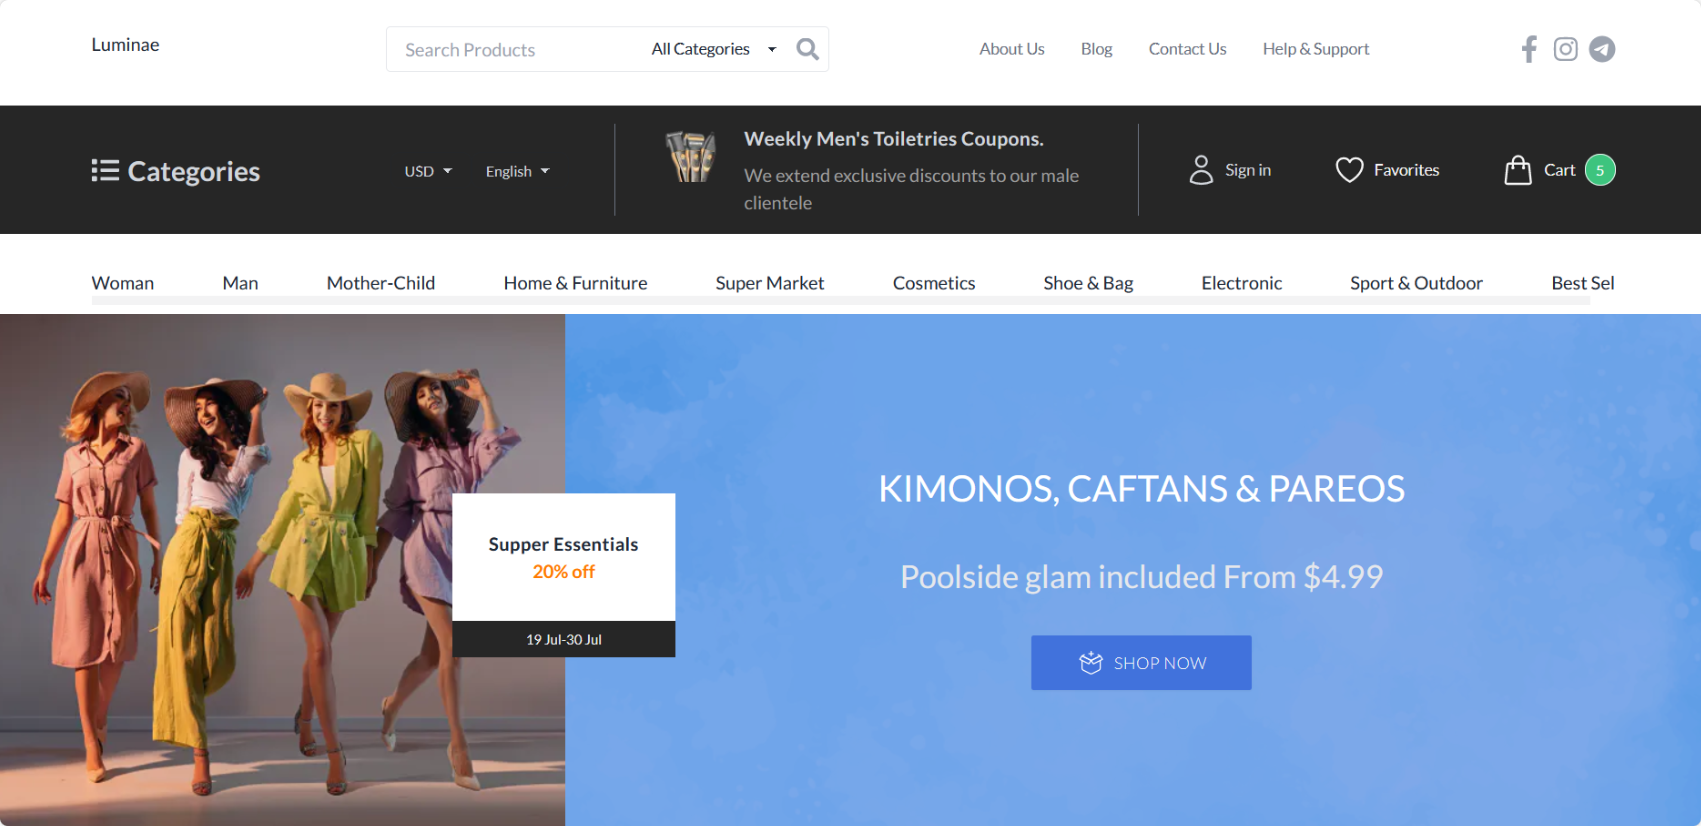 Luminae
Search Products
All Categories
About Us
Blog
Contact Us
Help & Support
Categories
USD
English
Weekly Men's Toiletries Coupons.
We extend exclusive discounts to our male
clientele
Sign in
Favorites
Cart
5
Woman
Man
Mother-Child
Home & Furniture
Super Market
Cosmetics
Shoe & Bag
Electronic
Sport & Outdoor
Best Sel
Supper Essentials
20% off
19 Jul-30 Jul
KIMONOS, CAFTANS & PAREOS
Poolside glam included From $4.99
SHOP NOW